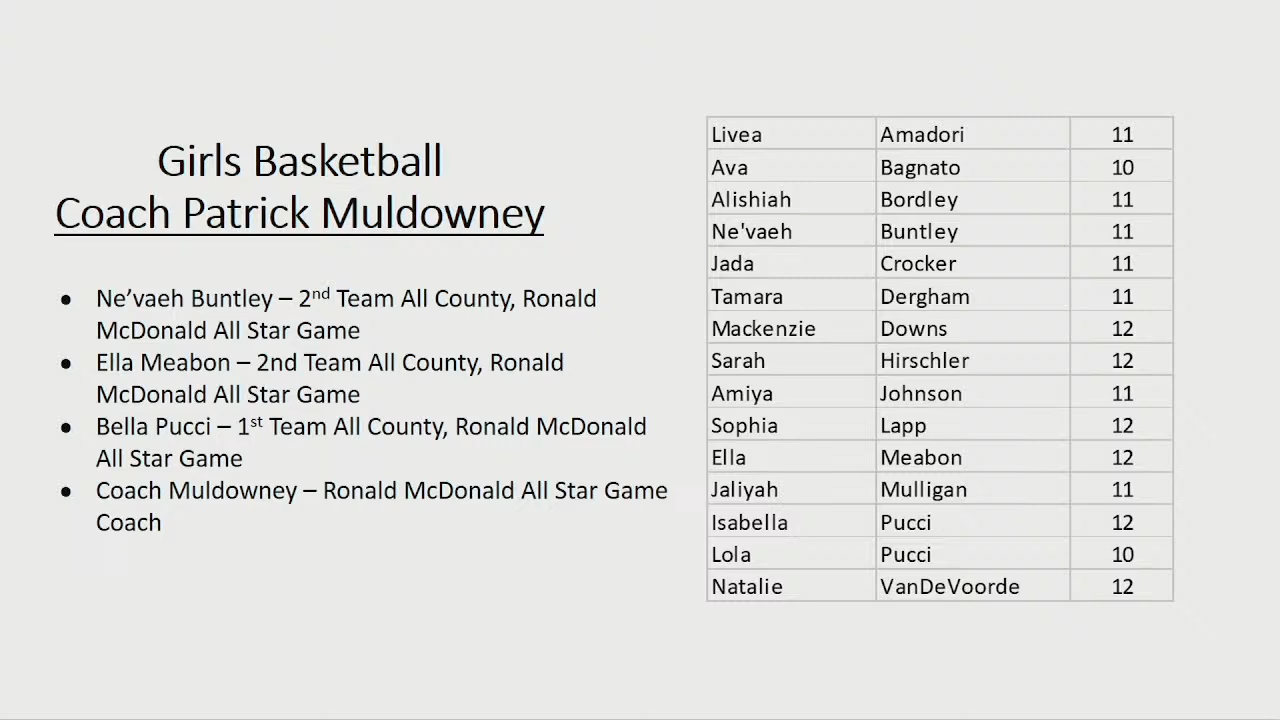 Girls Basketball
Coach Patrick Muldowney
● Ne’vaeh Buntley – 2nd Team All County, Ronald
McDonald All Star Game
● Ella Meabon – 2nd Team All County, Ronald
McDonald All Star Game
● Bella Pucci – 1st Team All County, Ronald McDonald
All Star Game
● Coach Muldowney – Ronald McDonald All Star Game
Coach
Livea Amadori 11
Ava Bagnato 10
Alishiah Bordley 11
Ne'vaeh Buntley 11
Jada Crocker 11
Tamara Dergham 11
Mackenzie Downs 12
Sarah Hirschler 12
Amiya Johnson 11
Sophia Lapp 12
Ella Meabon 12
Jaliyah Mulligan 11
Isabella Pucci 12
Lola Pucci 10
Natalie VanDeVoorde 12